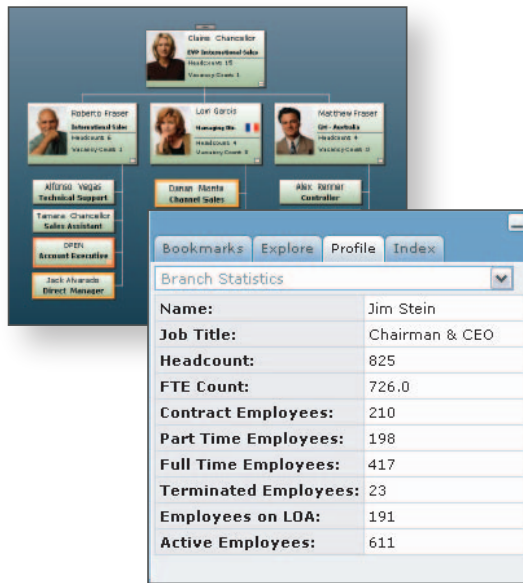 Claire Chancellor
EVP International Sales
Headcount 15
Vacancy Count 1
Roberto Fraser
International Sales
Headcount 6
Vacancy Count 1
Lori Garcia
Managing Dir.
Headcount 4
Vacancy Count 0
Matthew Fraser
GM - Australia
Headcount 4
Vacancy Count 0
Alfonso Vegas
Technical Support
Tamara Chancellor
Sales Assistant
OPEN
Account Executive
Jack Alvarado
Direct Manager
Channel Sales
Alex Renner
Controller
Bookmarks Explore Profile Index
Branch Statistics
Name: Jim Stein
Job Title: Chairman & CEO
Headcount: 825
FTE Count: 726.0
Contract Employees: 210
Part Time Employees: 198
Full Time Employees: 417
Terminated Employees: 23
Employees on LOA: 191
Active Employees: 611